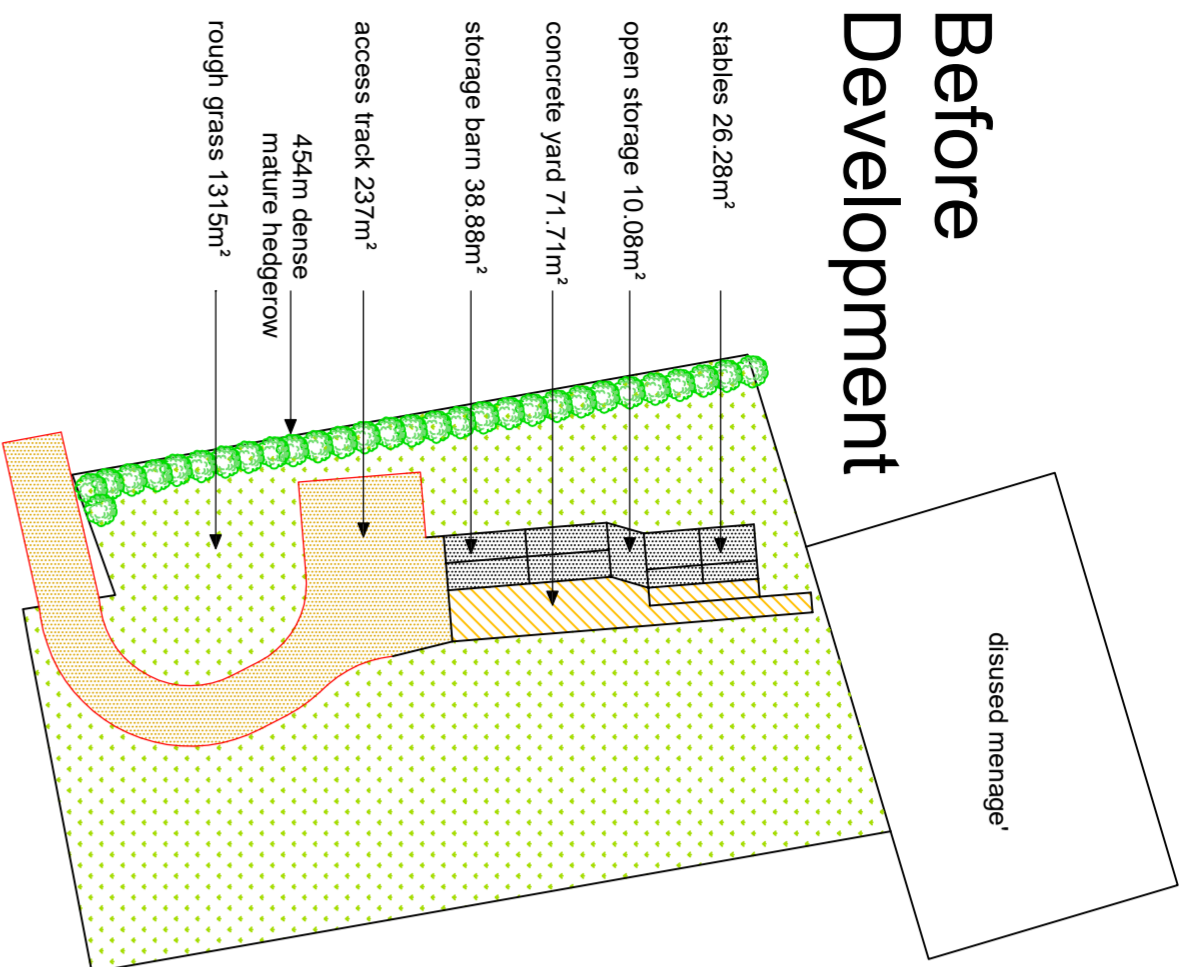 Before
Development
stables 26.28m²
open storage 10.08m²
concrete yard 71.71m²
storage barn 38.88m²
access track 237m²
454m dense
mature hedgerow
rough grass 1315m²
disused menage'